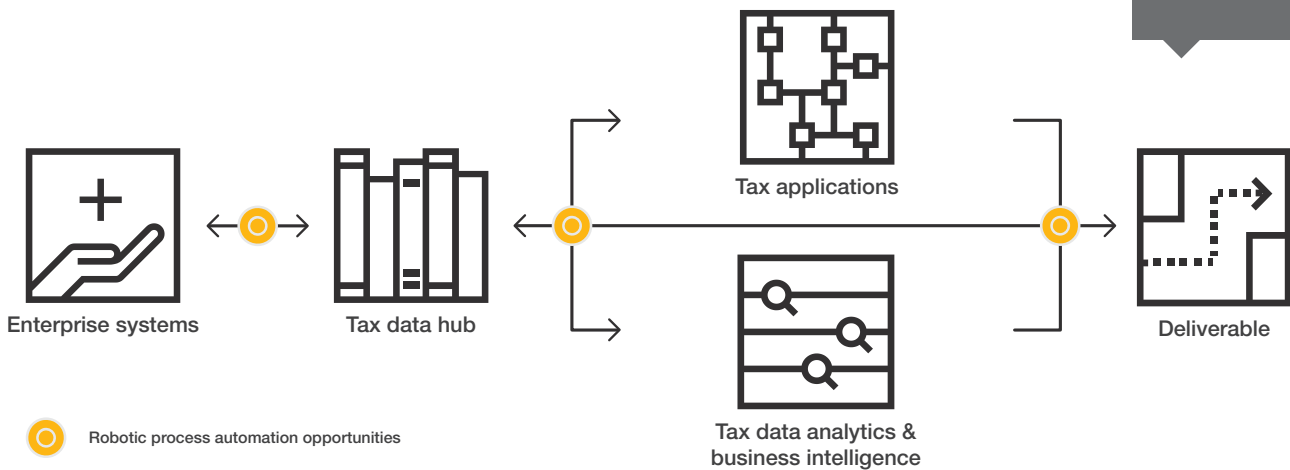 Tax applications
Enterprise systems
Tax data hub
Deliverable
Tax data analytics &
business intelligence
Robotic process automation opportunities